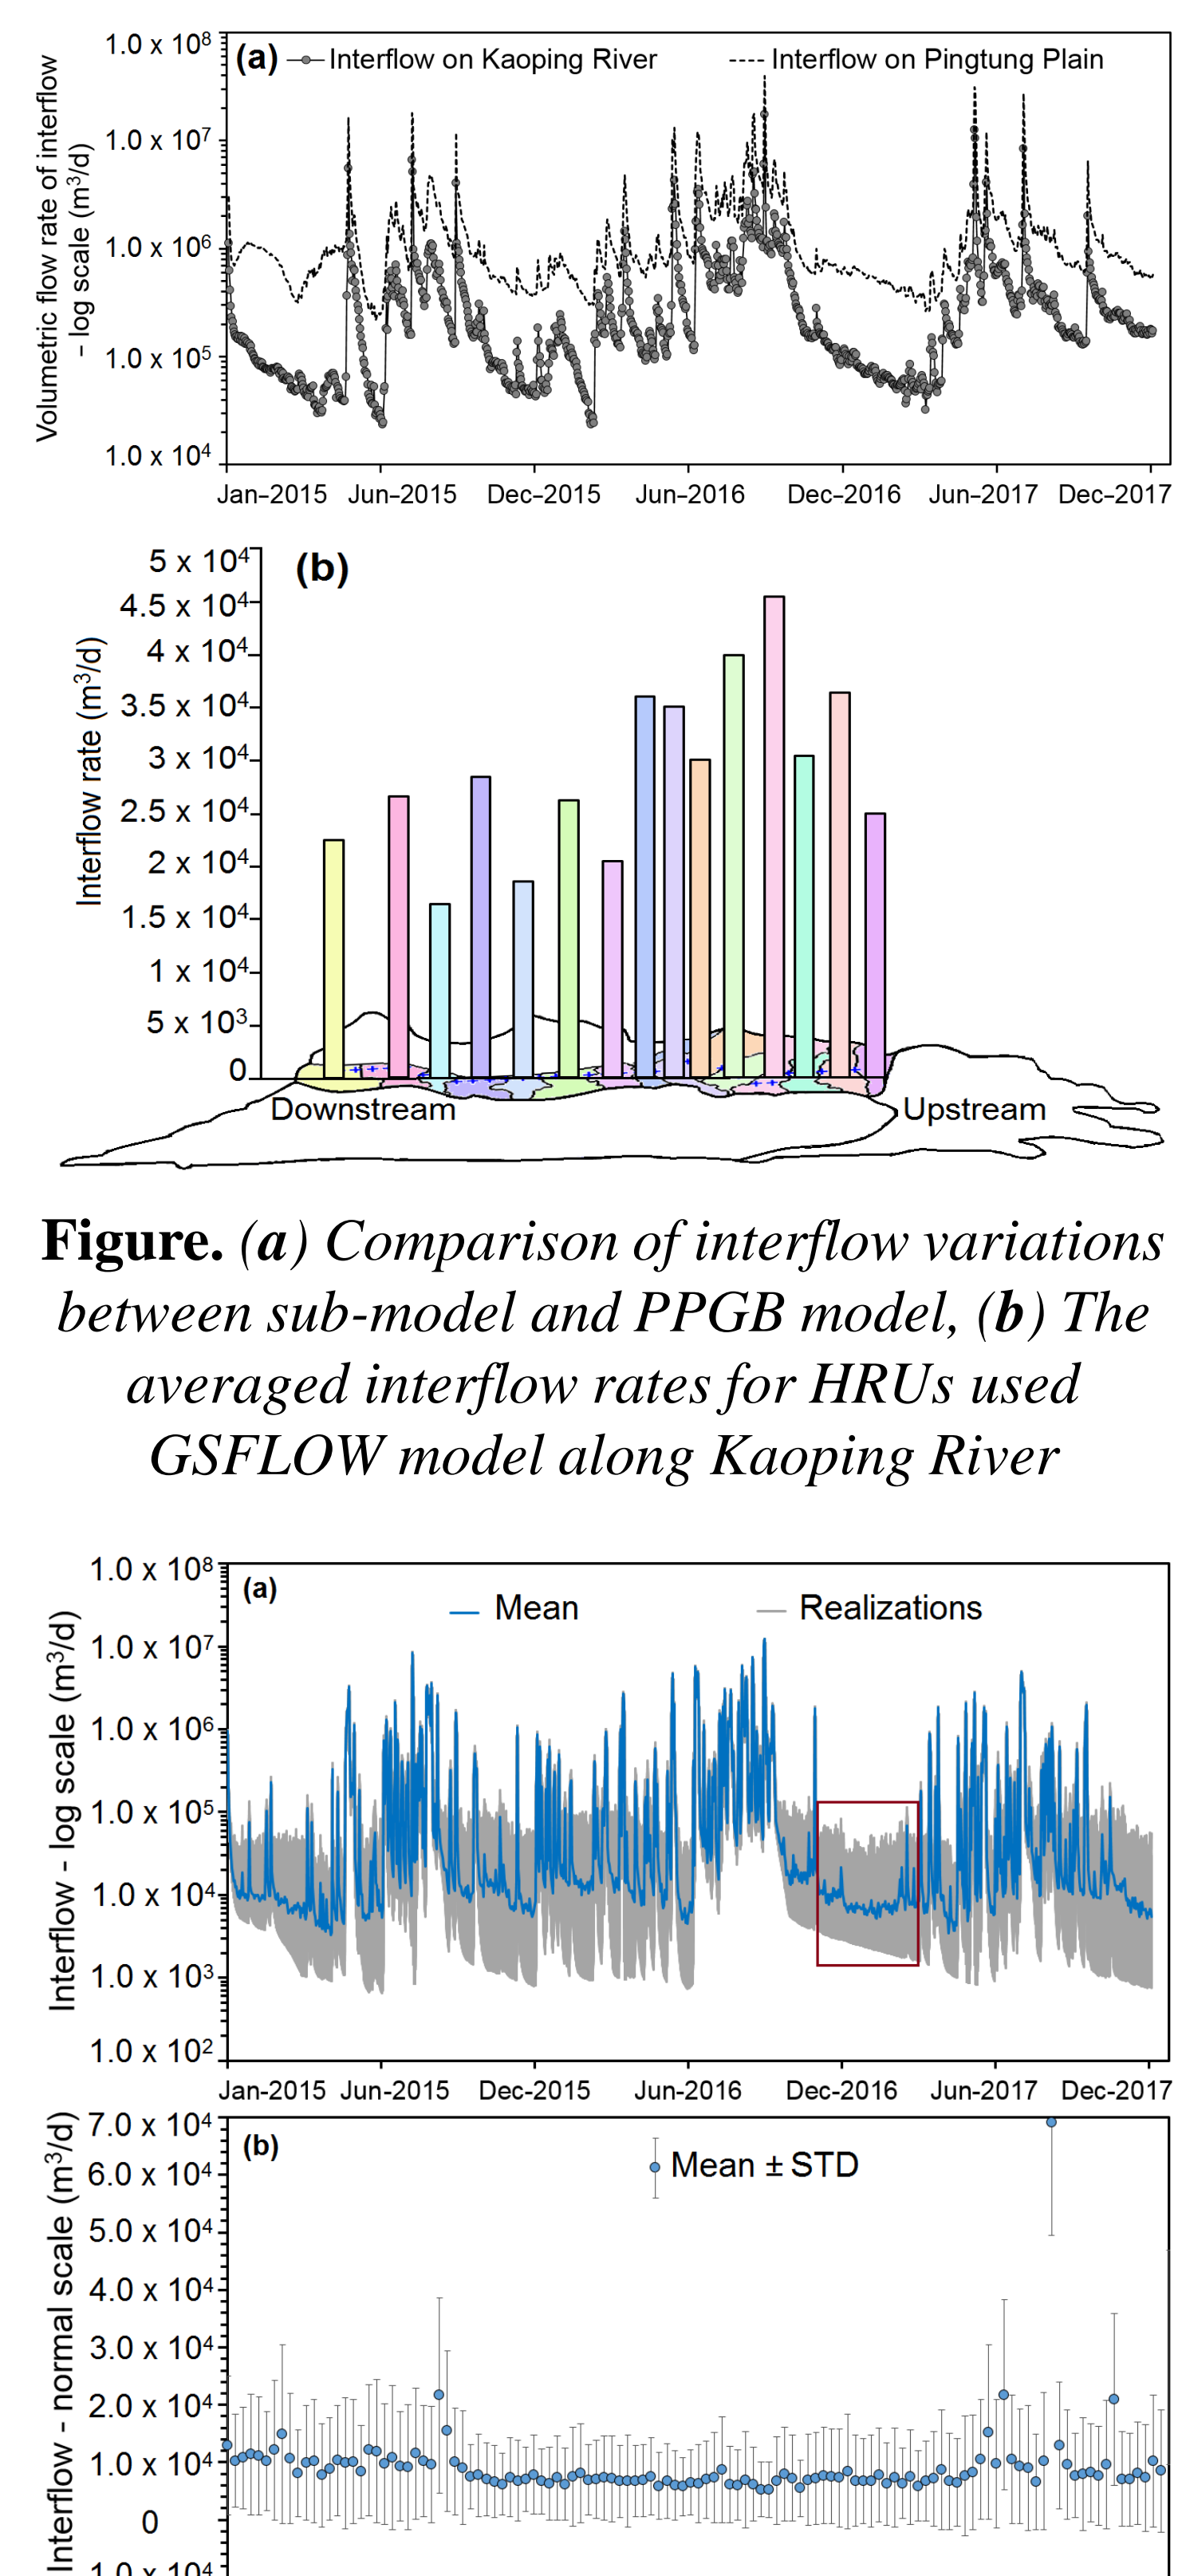 1.0 x 10⁸
(a)
Interflow on Kaoping River
Interflow on Pingtung Plain
1.0 x 10⁷
1.0 x 10⁶
1.0 x 10⁵
1.0 x 10⁴
Volumetric flow rate of interflow
– log scale (m³/d)
Jan–2015 Jun–2015 Dec–2015 Jun–2016 Dec–2016 Jun–2017 Dec–2017
5 x 10⁴
(b)
4.5 x 10⁴
4 x 10⁴
3.5 x 10⁴
3 x 10⁴
2.5 x 10⁴
2 x 10⁴
1.5 x 10⁴
1 x 10⁴
5 x 10³
0
Interflow rate (m³/d)
Downstream
Upstream
Figure. (a) Comparison of interflow variations
between sub-model and PPGB model, (b) The
averaged interflow rates for HRUs used
GSFLOW model along Kaoping River
1.0 x 10⁸
(a)
Mean
Realizations
1.0 x 10⁷
1.0 x 10⁶
1.0 x 10⁵
1.0 x 10⁴
1.0 x 10³
1.0 x 10²
Interflow - log scale (m³/d)
Jan-2015 Jun-2015 Dec-2015 Jun-2016 Dec-2016 Jun-2017 Dec-2017
7.0 x 10⁴
(b)
Mean ± STD
6.0 x 10⁴
5.0 x 10⁴
4.0 x 10⁴
3.0 x 10⁴
2.0 x 10⁴
1.0 x 10⁴
0
1.0 x 10⁴
Interflow - normal scale (m³/d)